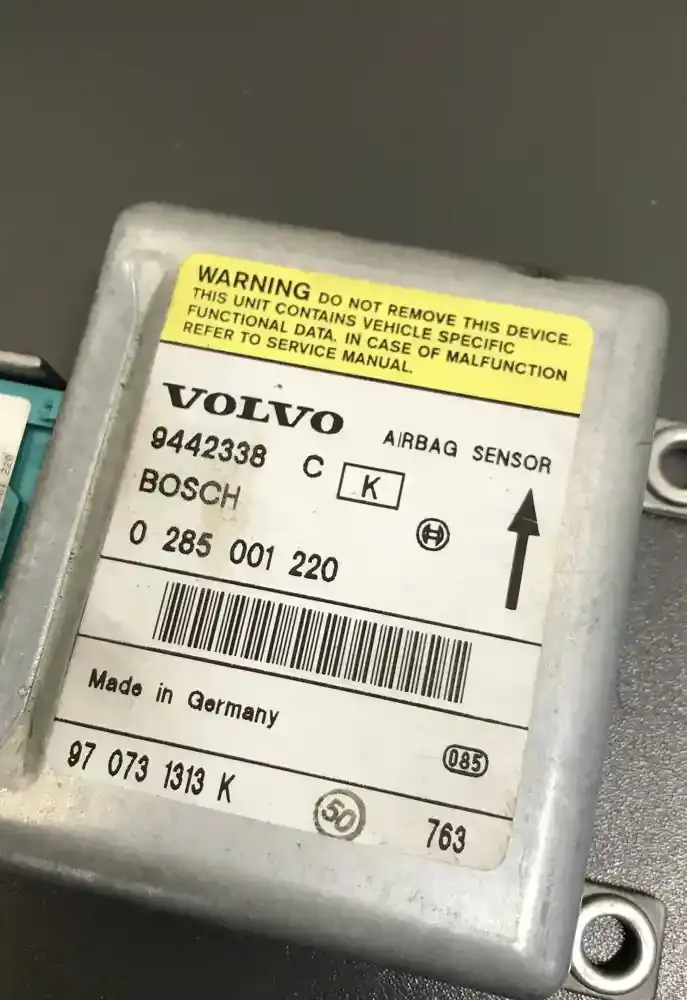 WARNING DO NOT REMOVE THIS DEVICE.
THIS UNIT CONTAINS VEHICLE SPECIFIC
FUNCTIONAL DATA. IN CASE OF MALFUNCTION
REFER TO SERVICE MANUAL.
VOLVO AIRBAG SENSOR
9442338 C K
BOSCH
0 285 001 220
Made in Germany 085
97 073 1313 K 50 763
220